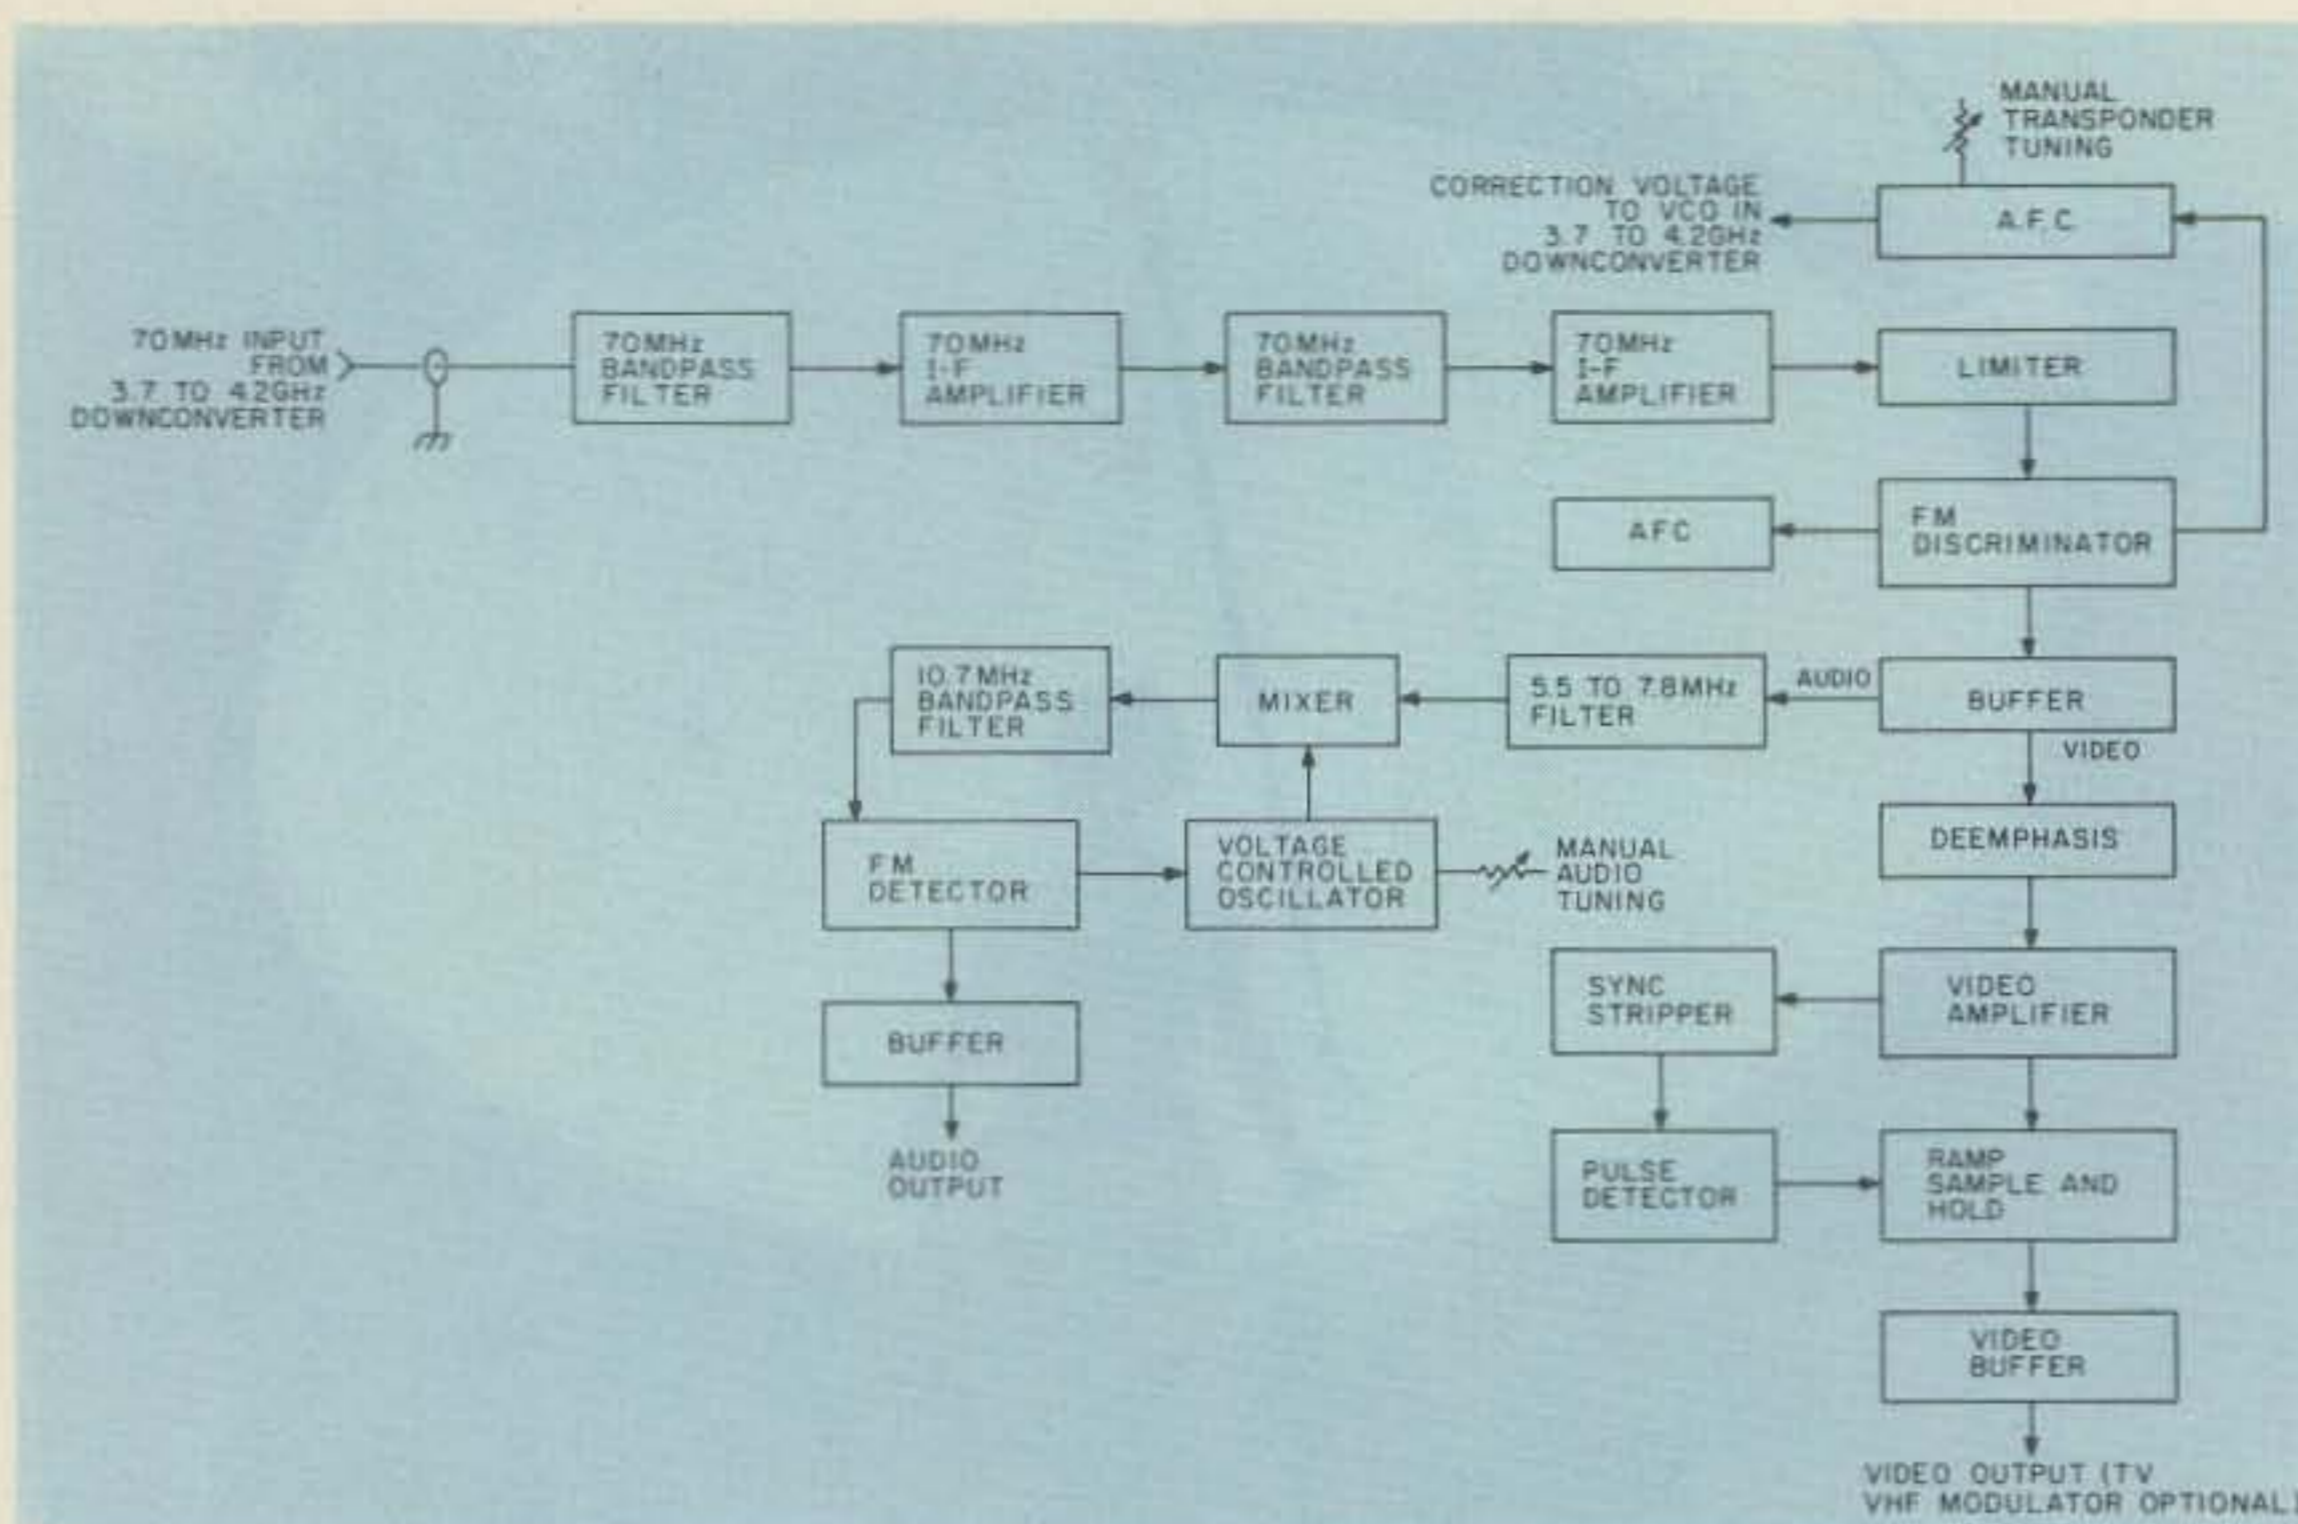 MANUAL
TRANSPONDER
TUNING
CORRECTION VOLTAGE
TO VCO IN
3.7 TO 4.2GHz
DOWNCONVERTER
A.F.C.
70MHz INPUT
FROM
3.7 TO 4.2GHz
DOWNCONVERTER
70MHz
BANDPASS
FILTER
70MHz
I-F
AMPLIFIER
70MHz
BANDPASS
FILTER
70MHz
I-F
AMPLIFIER
LIMITER
AFC
FM
DISCRIMINATOR
10.7MHz
BANDPASS
FILTER
MIXER
5.5 TO 7.8MHz
FILTER
AUDIO
BUFFER
VIDEO
FM
DETECTOR
VOLTAGE
CONTROLLED
OSCILLATOR
MANUAL
AUDIO
TUNING
DEEMPHASIS
BUFFER
SYNC
STRIPPER
VIDEO
AMPLIFIER
AUDIO
OUTPUT
PULSE
DETECTOR
RAMP
SAMPLE AND
HOLD
VIDEO
BUFFER
VIDEO OUTPUT (TV
VHF MODULATOR OPTIONAL)